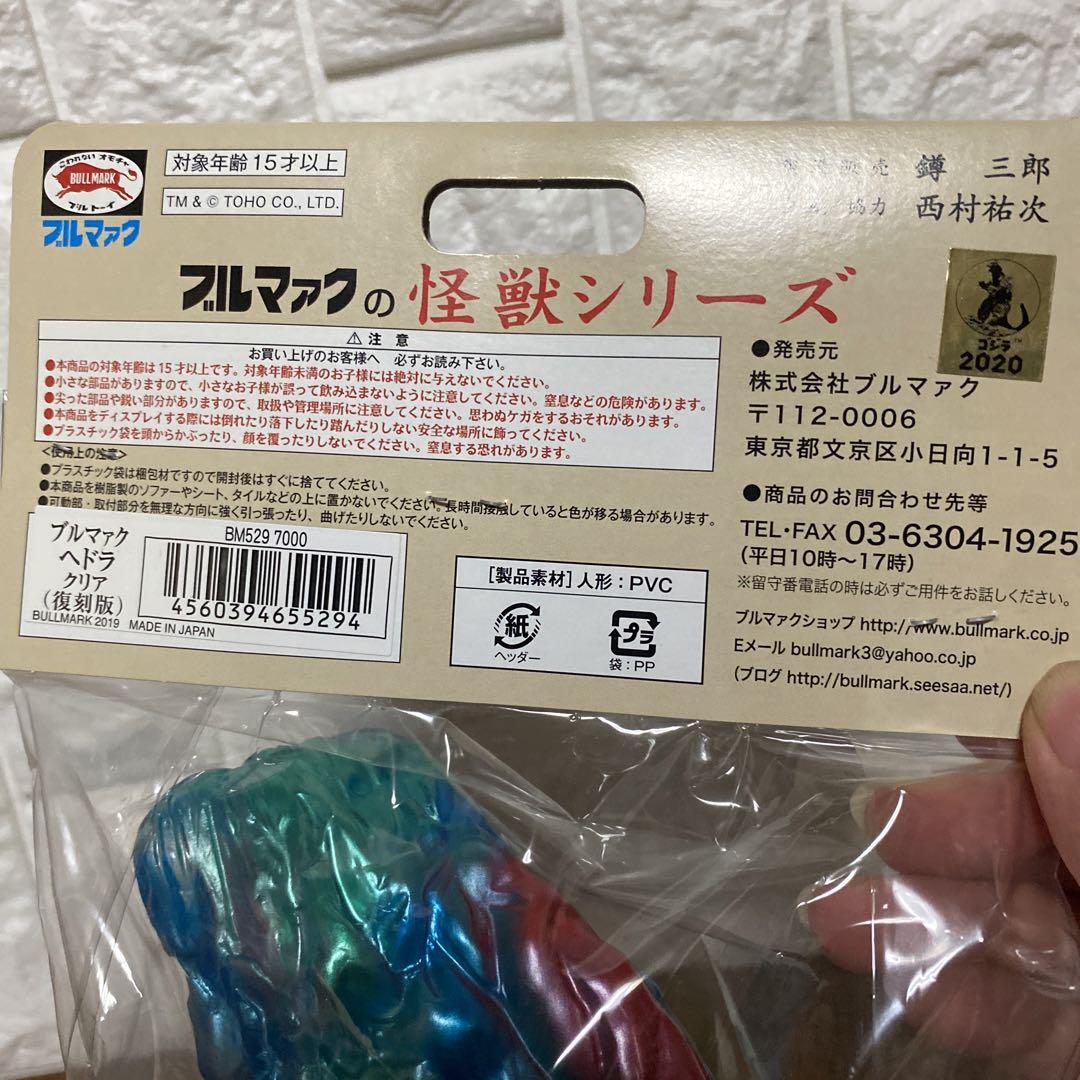 こわれない オモチャ
BULLMARK
ブルトーイ
ブルマァク
対象年齢15才以上
TM & © TOHO CO., LTD.
販売 鐏 三郎
協力 西村祐次
ブルマァクの怪獣シリーズ
ゴジラ
2020
⚠ 注 意
お買い上げのお客様へ 必ずお読み下さい。
●本商品の対象年齢は15才以上です。対象年齢未満のお子様には絶対に与えないでください。
●小さな部品がありますので、小さなお子様が誤って飲み込まないように注意してください。窒息などの危険があります。
●尖った部品や鋭い部分がありますので、取扱や管理場所に注意してください。思わぬケガをするおそれがあります。
●本商品をディスプレイする際には倒れたり落下したり踏んだりしない安全な場所に飾ってください。
●プラスチック袋を頭からかぶったり、顔を覆ったりしないでください。窒息する恐れがあります。
<使用上の注意>
●プラスチック袋は梱包材ですので開封後はすぐに捨ててください。
●本商品を樹脂製のソファーやシート、タイルなどの上に置かないでください。長時間接触していると色が移る場合があります。
●可動部・取付部分を無理な方向に強く引っ張ったり、曲げたりしないでください。
●発売元
株式会社ブルマァク
〒112-0006
東京都文京区小日向1-1-5
●商品のお問合わせ先等
TEL・FAX 03-6304-1925
(平日10時〜17時)
※留守番電話の時は必ずご用件をお話しください。
ブルマァクショップ http://www.bullmark.co.jp
Eメール bullmark3@yahoo.co.jp
(ブログ http://bullmark.seesaa.net/)
ブルマァク
ヘドラ
クリア
(復刻版)
BULLMARK 2019 MADE IN JAPAN
BM529 7000
4560394655294
[製品素材]人形：PVC
紙
ヘッダー
プラ
袋：PP